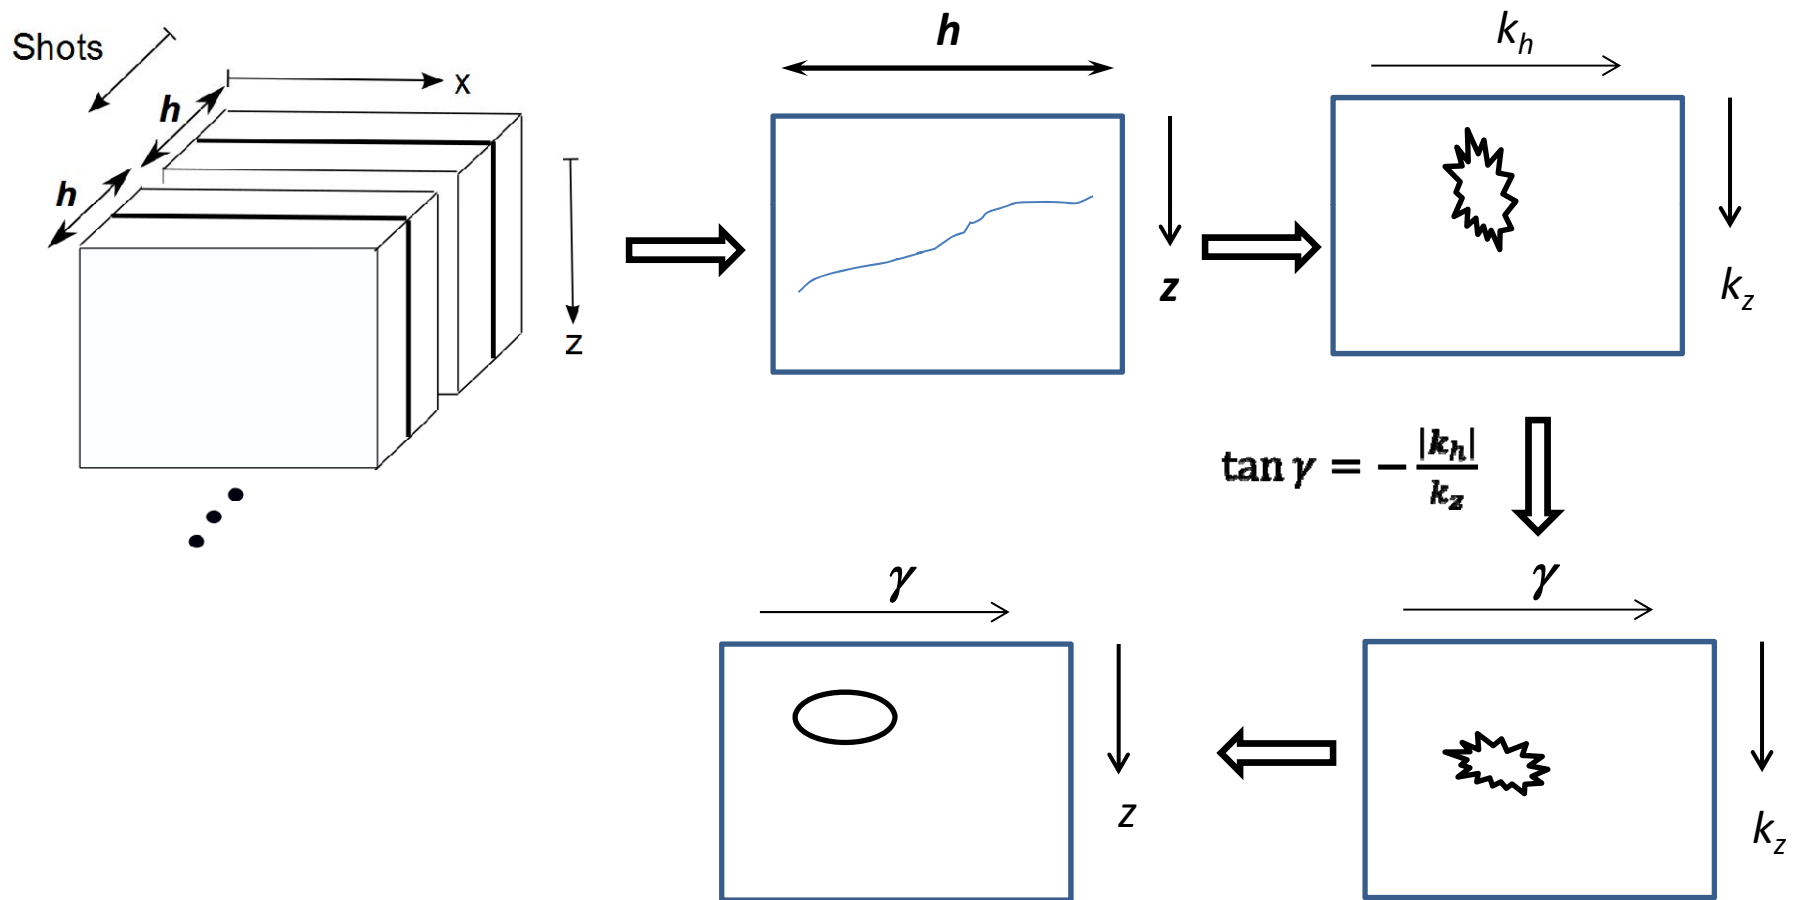 Shots
x
h
h
z
h
z
k_h
k_z
tan γ = − |k_h| / k_z
γ
z
γ
k_z